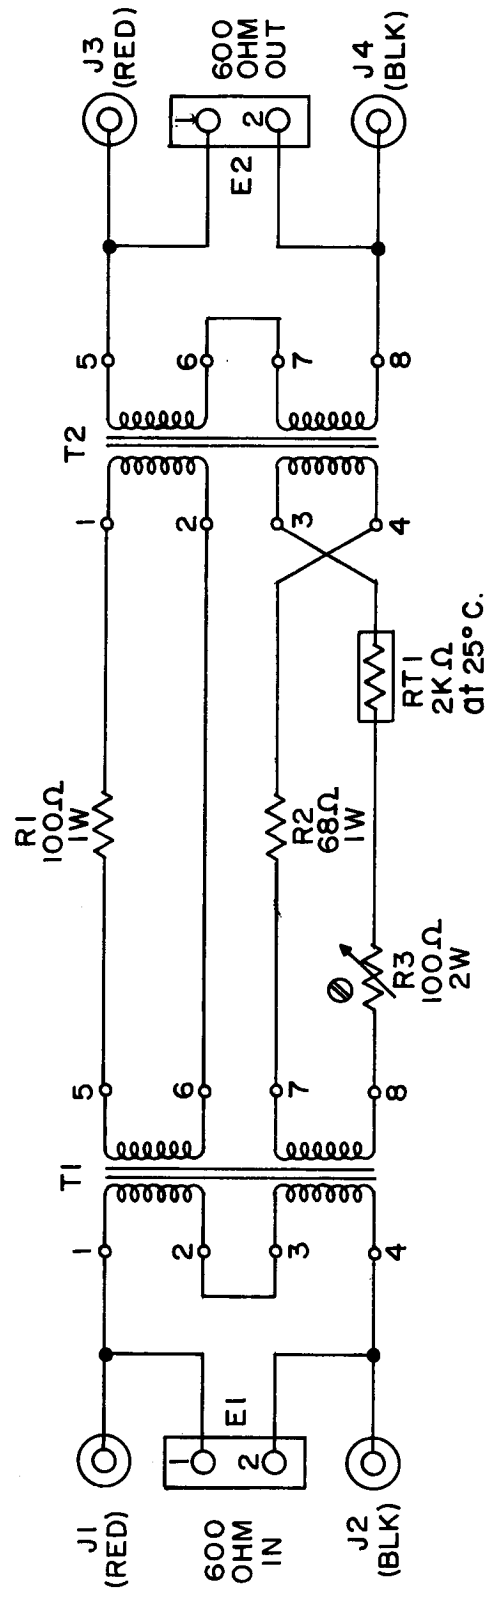 J1
(RED)
600
OHM
IN
J2
(BLK)
E1
1
2
T1
1
2
3
4
5
6
7
8
R1
100Ω
1W
R2
68Ω
1W
R3
100Ω
2W
RT1
2KΩ
at 25°C.
T2
1
2
3
4
5
6
7
8
E2
1
2
J3
(RED)
600
OHM
OUT
J4
(BLK)